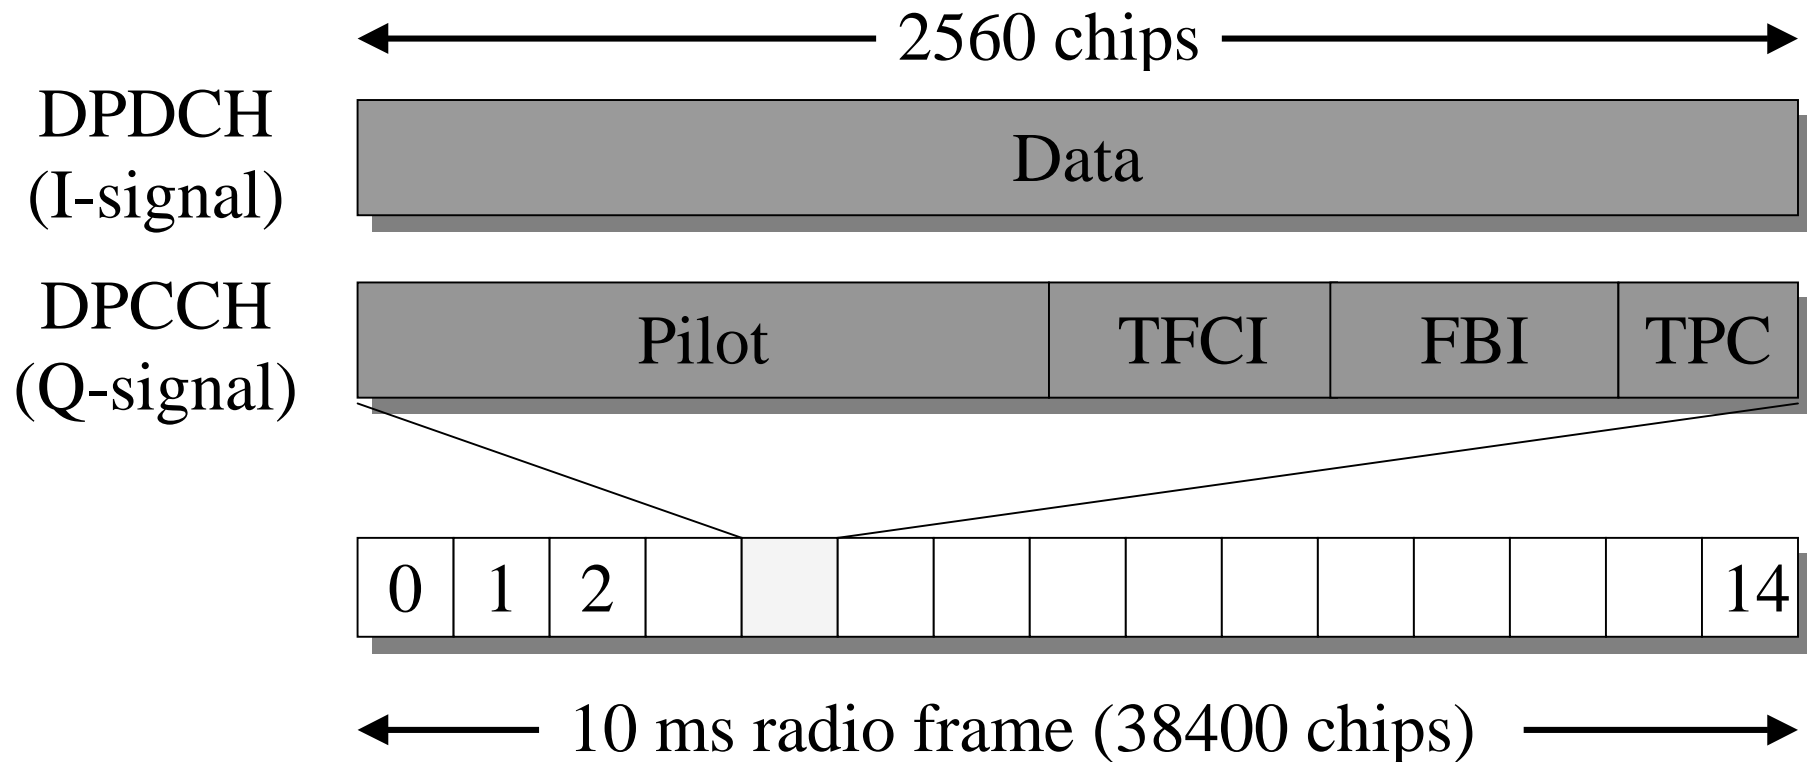 2560 chips
DPDCH
(I-signal)
Data
DPCCH
(Q-signal)
Pilot TFCI FBI TPC
0 1 2 14
10 ms radio frame (38400 chips)